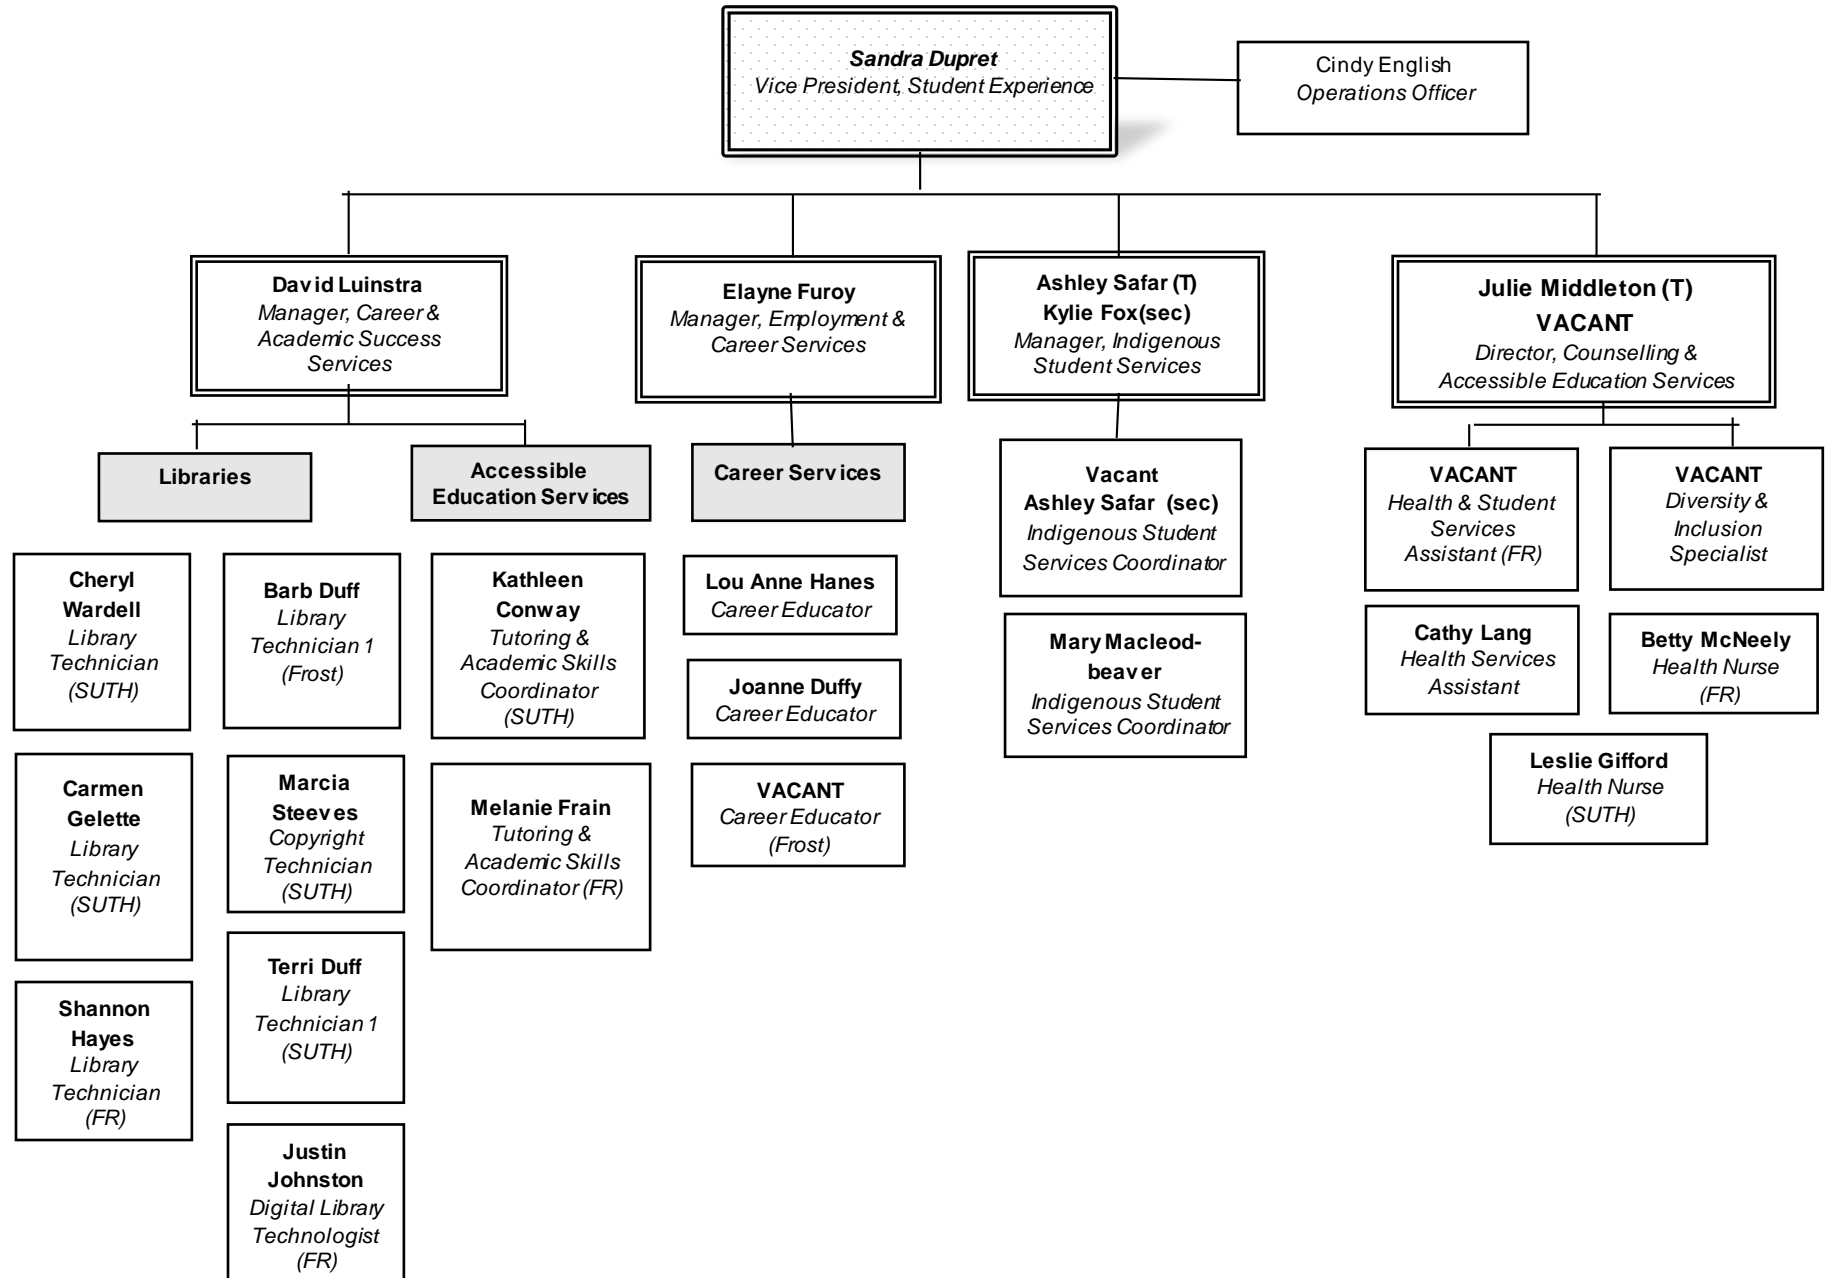 Sandra Dupret
Vice President, Student Experience
Cindy English
Operations Officer
David Luinstra
Manager, Career &
Academic Success
Services
Elayne Furoy
Manager, Employment &
Career Services
Ashley Safar (T)
Kylie Fox(sec)
Manager, Indigenous
Student Services
Julie Middleton (T)
VACANT
Director, Counselling &
Accessible Education Services
Libraries
Accessible
Education Services
Career Services
Cheryl
Wardell
Library
Technician
(SUTH)
Carmen
Gelette
Library
Technician
(SUTH)
Shannon
Hayes
Library
Technician
(FR)
Barb Duff
Library
Technician 1
(Frost)
Marcia
Steeves
Copyright
Technician
(SUTH)
Terri Duff
Library
Technician 1
(SUTH)
Justin
Johnston
Digital Library
Technologist
(FR)
Kathleen
Conway
Tutoring &
Academic Skills
Coordinator
(SUTH)
Melanie Frain
Tutoring &
Academic Skills
Coordinator (FR)
Lou Anne Hanes
Career Educator
Joanne Duffy
Career Educator
VACANT
Career Educator
(Frost)
Vacant
Ashley Safar (sec)
Indigenous Student
Services Coordinator
Mary Macleod-
beaver
Indigenous Student
Services Coordinator
VACANT
Health & Student
Services
Assistant (FR)
VACANT
Diversity &
Inclusion
Specialist
Cathy Lang
Health Services
Assistant
Betty McNeely
Health Nurse
(FR)
Leslie Gifford
Health Nurse
(SUTH)